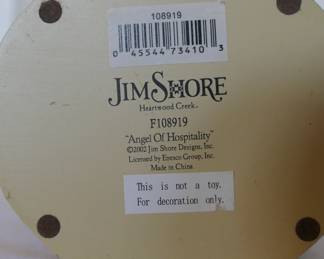 108919
0 45544 73410 3
JIM SHORE
Heartwood Creek™
F108919
"Angel Of Hospitality"
©2002 Jim Shore Designs, Inc.
Licensed by Enesco Group, Inc.
Made in China
This is not a toy.
For decoration only.